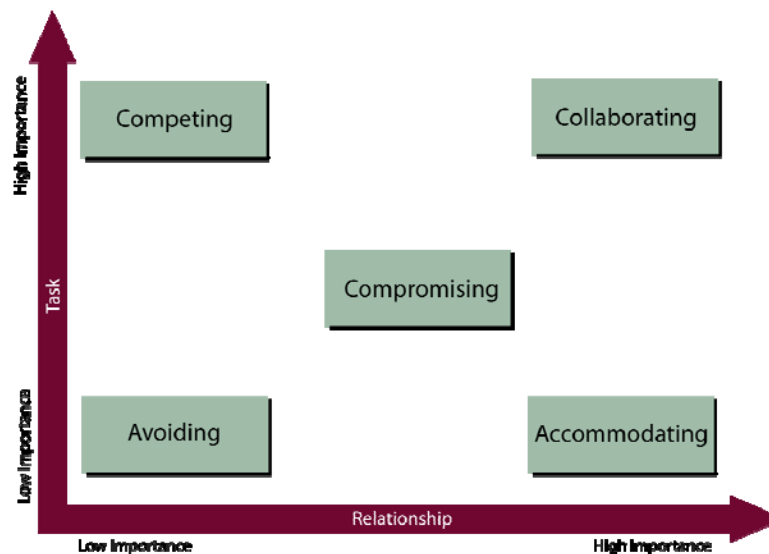 High Importance
Competing
Collaborating
Compromising
Task
Low Importance
Avoiding
Accommodating
Relationship
Low Importance
High Importance